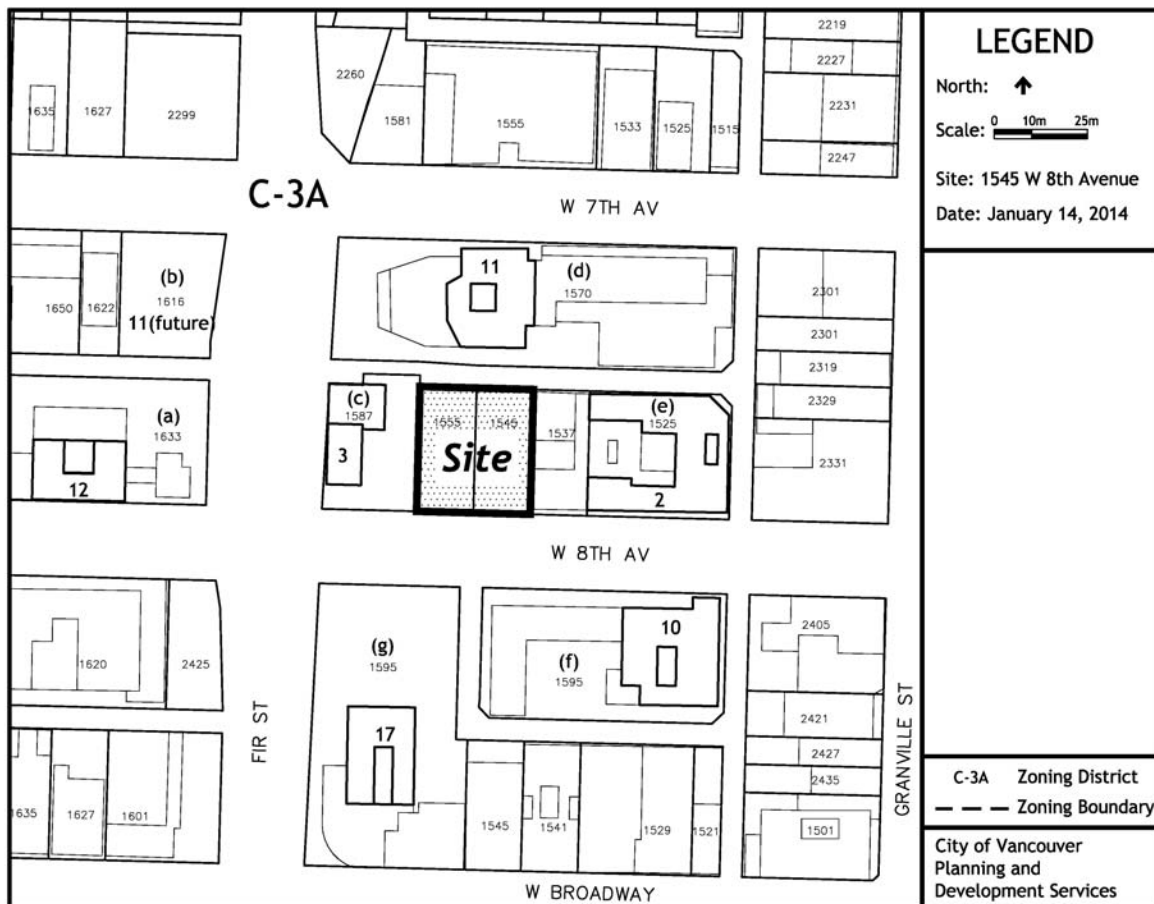 2219
2227
2231
2247
2260
1635
1627
2299
1581
1555
1533
1525
1515
C-3A
W 7TH AV
(b)
1650
1622
1616
11(future)
11
(d)
1570
2301
2301
2319
2329
2331
(a)
1633
12
(c)
1587
3
1555
1545
Site
1537
(e)
1525
2
W 8TH AV
1620
2425
(g)
1595
17
(f)
1595
10
2405
2421
2427
2435
1501
FIR ST
GRANVILLE ST
1635
1627
1601
1545
1541
1529
1521
W BROADWAY
LEGEND
North:
Scale: 0 10m 25m
Site: 1545 W 8th Avenue
Date: January 14, 2014
C-3A Zoning District
Zoning Boundary
City of Vancouver
Planning and
Development Services